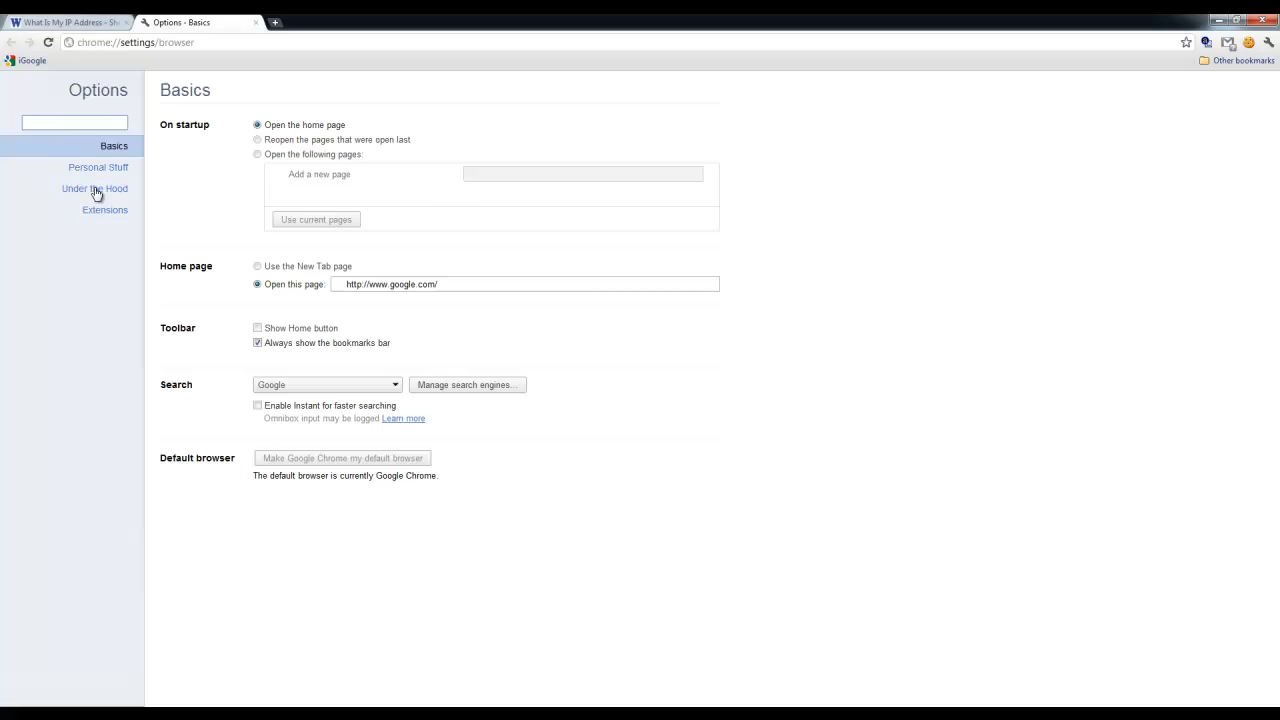 What Is My IP Address - Sh
Options - Basics
chrome://settings/browser
iGoogle
Other bookmarks
Options
Basics
Personal Stuff
Under the Hood
Extensions
Basics
On startup
Open the home page
Reopen the pages that were open last
Open the following pages:
Add a new page
Use current pages
Home page
Use the New Tab page
Open this page:
http://www.google.com/
Toolbar
Show Home button
Always show the bookmarks bar
Search
Google
Manage search engines...
Enable Instant for faster searching
Omnibox input may be logged Learn more
Default browser
Make Google Chrome my default browser
The default browser is currently Google Chrome.